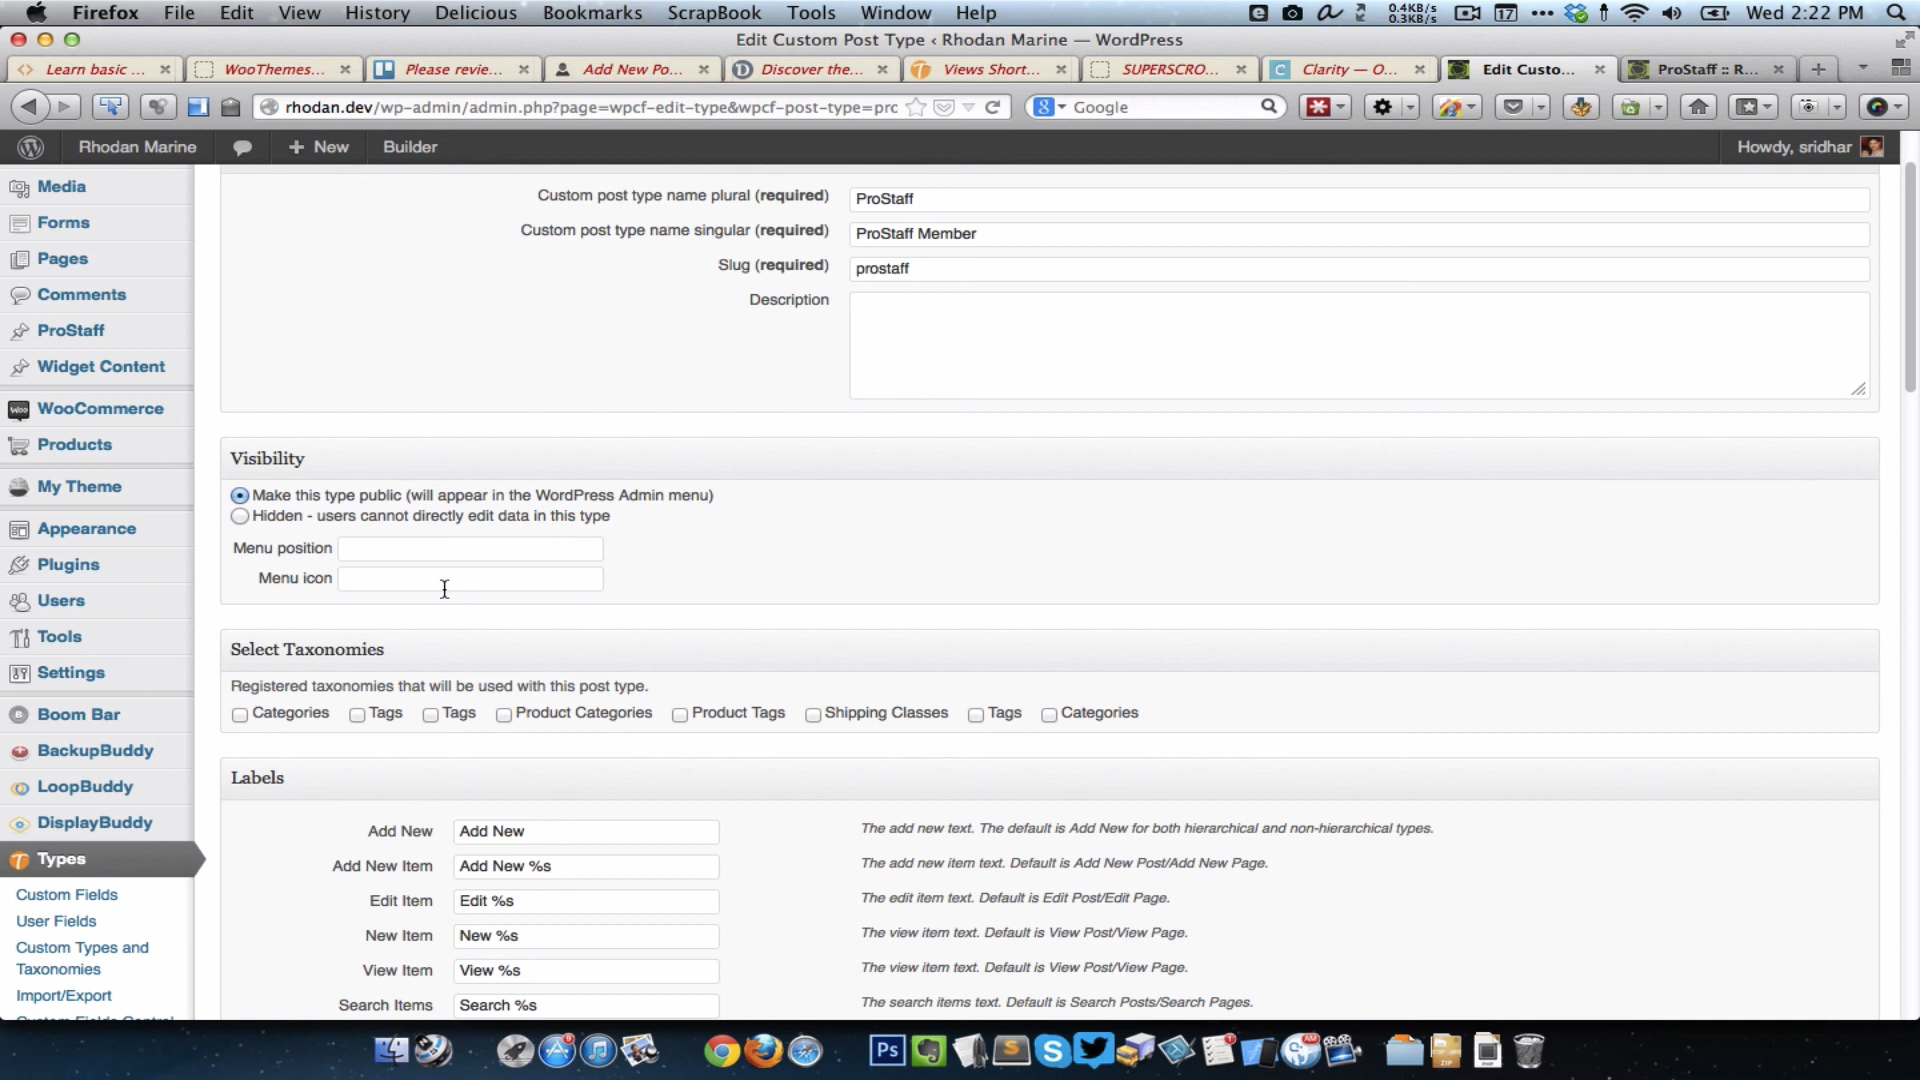 Firefox File Edit View History Delicious Bookmarks ScrapBook Tools Window Help 0.4KB/s 0.3KB/s 17 Wed 2:22 PM
Edit Custom Post Type ‹ Rhodan Marine — WordPress
Learn basic ... WooThemes... Please revie... Add New Po... Discover the... Views Short... SUPERSCRO... Clarity — O... Edit Custo... ProStaff :: R...
rhodan.dev/wp-admin/admin.php?page=wpcf-edit-type&wpcf-post-type=prc Google
Rhodan Marine + New Builder Howdy, sridhar
Media
Forms
Pages
Comments
ProStaff
Widget Content
WooCommerce
Products
My Theme
Appearance
Plugins
Users
Tools
Settings
Boom Bar
BackupBuddy
LoopBuddy
DisplayBuddy
Types
Custom Fields
User Fields
Custom Types and
Taxonomies
Import/Export
Custom post type name plural (required) ProStaff
Custom post type name singular (required) ProStaff Member
Slug (required) prostaff
Description
Visibility
Make this type public (will appear in the WordPress Admin menu)
Hidden - users cannot directly edit data in this type
Menu position
Menu icon
Select Taxonomies
Registered taxonomies that will be used with this post type.
Categories Tags Tags Product Categories Product Tags Shipping Classes Tags Categories
Labels
Add New Add New The add new text. The default is Add New for both hierarchical and non-hierarchical types.
Add New Item Add New %s The add new item text. Default is Add New Post/Add New Page.
Edit Item Edit %s The edit item text. Default is Edit Post/Edit Page.
New Item New %s The view item text. Default is View Post/View Page.
View Item View %s The view item text. Default is View Post/View Page.
Search Items Search %s The search items text. Default is Search Posts/Search Pages.
Ps